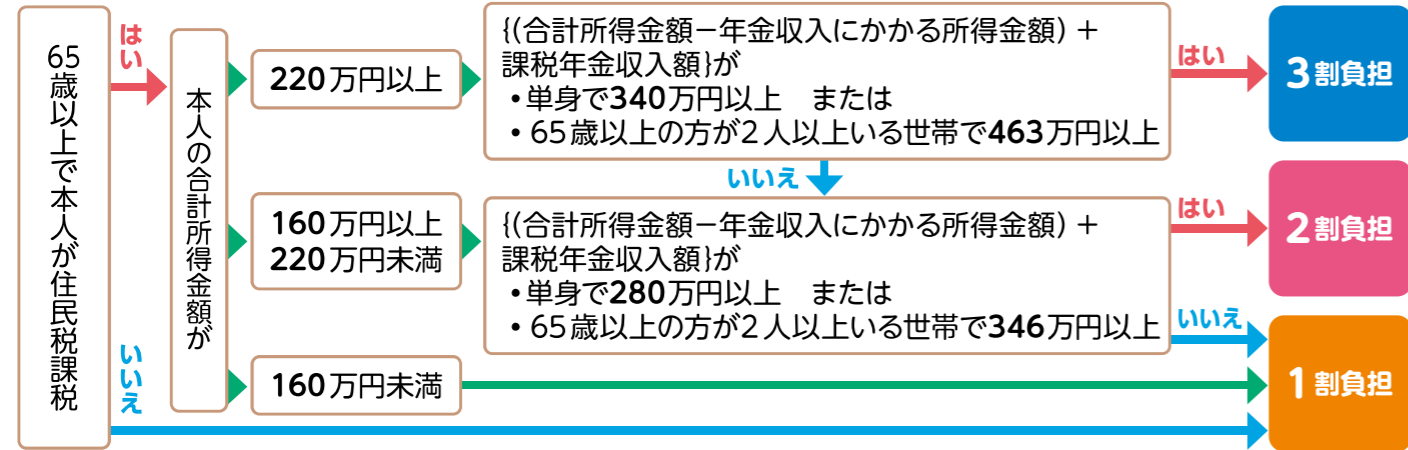 65歳以上で本人が住民税課税
はい
いいえ
本人の合計所得金額が
220万円以上
{(合計所得金額－年金収入にかかる所得金額)＋
課税年金収入額}が
•単身で340万円以上　または
•65歳以上の方が2人以上いる世帯で463万円以上
はい
3割負担
いいえ
160万円以上
220万円未満
{(合計所得金額－年金収入にかかる所得金額)＋
課税年金収入額}が
•単身で280万円以上　または
•65歳以上の方が2人以上いる世帯で346万円以上
はい
2割負担
いいえ
160万円未満
1割負担